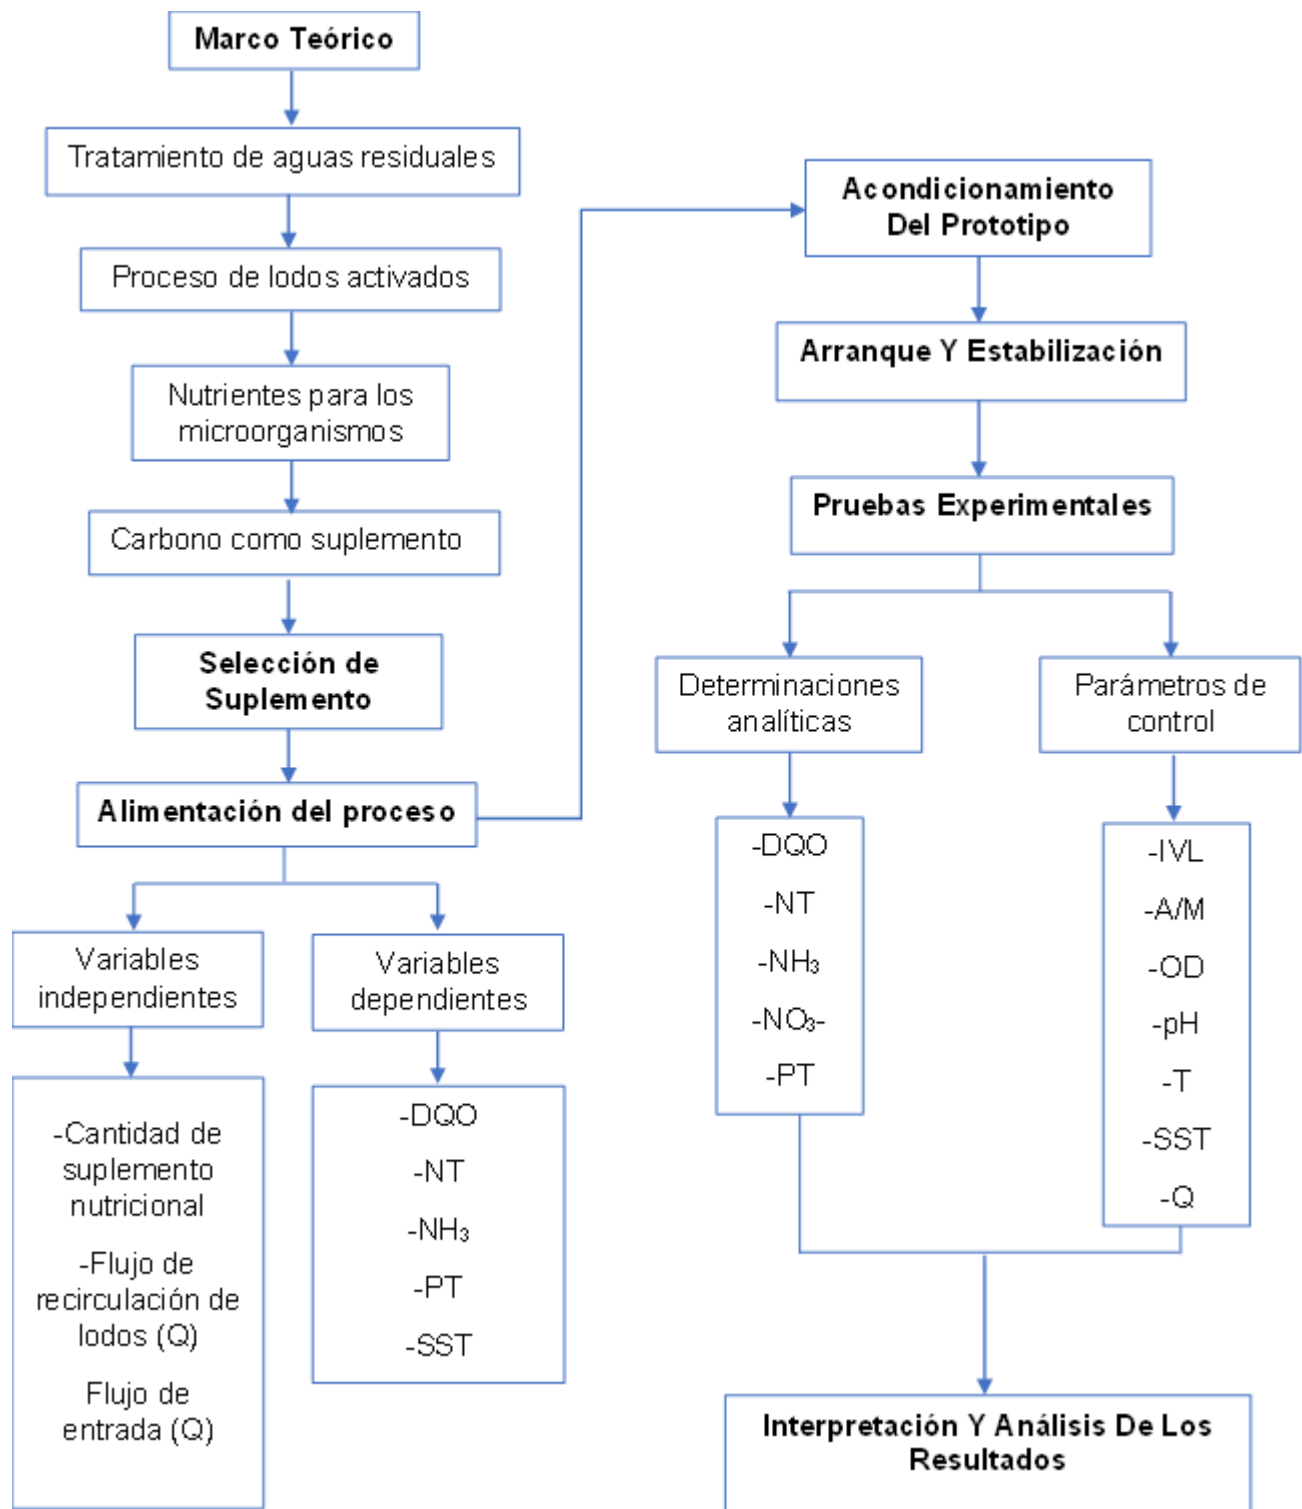 Marco Teórico
Tratamiento de aguas residuales
Proceso de lodos activados
Nutrientes para los
microorganismos
Carbono como suplemento
Selección de
Suplemento
Alimentación del proceso
Variables
independientes
-Cantidad de
suplemento
nutricional
-Flujo de
recirculación de
lodos (Q)
Flujo de
entrada (Q)
Variables
dependientes
-DQO
-NT
-NH₃
-PT
-SST
Acondicionamiento
Del Prototipo
Arranque Y Estabilización
Pruebas Experimentales
Determinaciones
analíticas
-DQO
-NT
-NH₃
-NO₃-
-PT
Parámetros de
control
-IVL
-A/M
-OD
-pH
-T
-SST
-Q
Interpretación Y Análisis De Los
Resultados